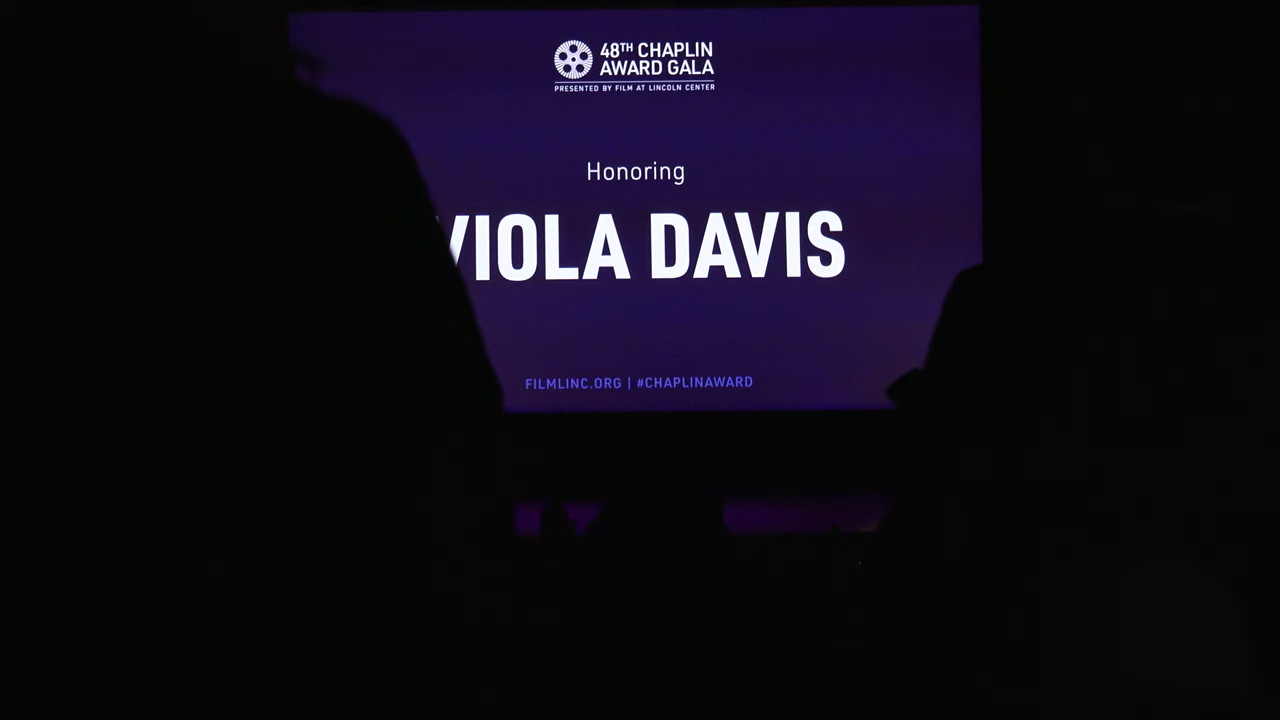 48TH CHAPLIN
AWARD GALA
PRESENTED BY FILM AT LINCOLN CENTER
Honoring
VIOLA DAVIS
FILMLINC.ORG | #CHAPLINAWARD